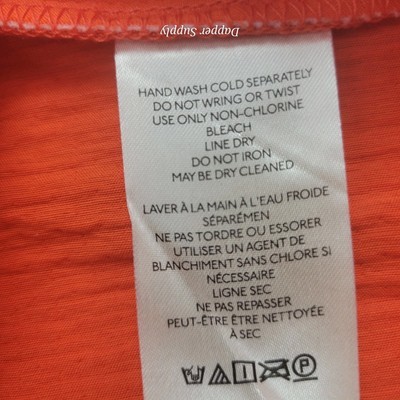 Dapper Supply
HAND WASH COLD SEPARATELY
DO NOT WRING OR TWIST
USE ONLY NON-CHLORINE
BLEACH
LINE DRY
DO NOT IRON
MAY BE DRY CLEANED
LAVER À LA MAIN À L'EAU FROIDE
SÉPARÉMEN
NE PAS TORDRE OU ESSORER
UTILISER UN AGENT DE
BLANCHIMENT SANS CHLORE SI
NÉCESSAIRE
LIGNE SEC
NE PAS REPASSER
PEUT-ÊTRE ÊTRE NETTOYÉE
À SEC
P